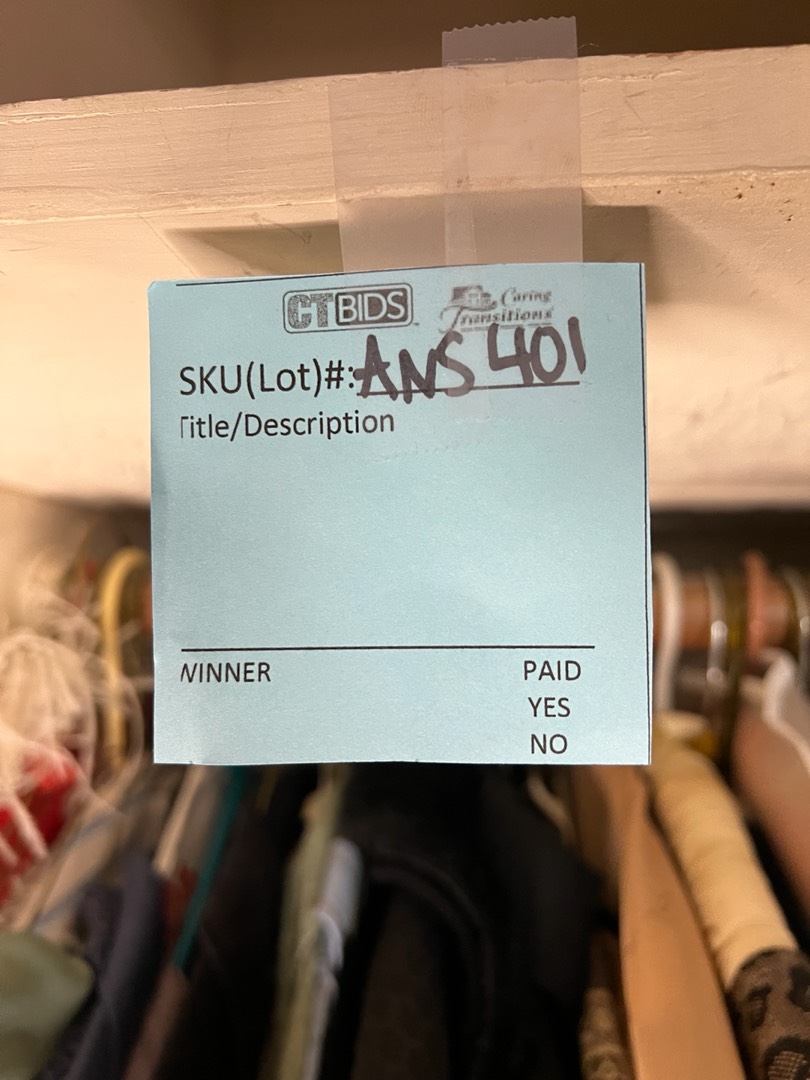 CTBIDS
Caring
Transitions
SKU(Lot)#: ANS 401
Title/Description
WINNER PAID
YES
NO